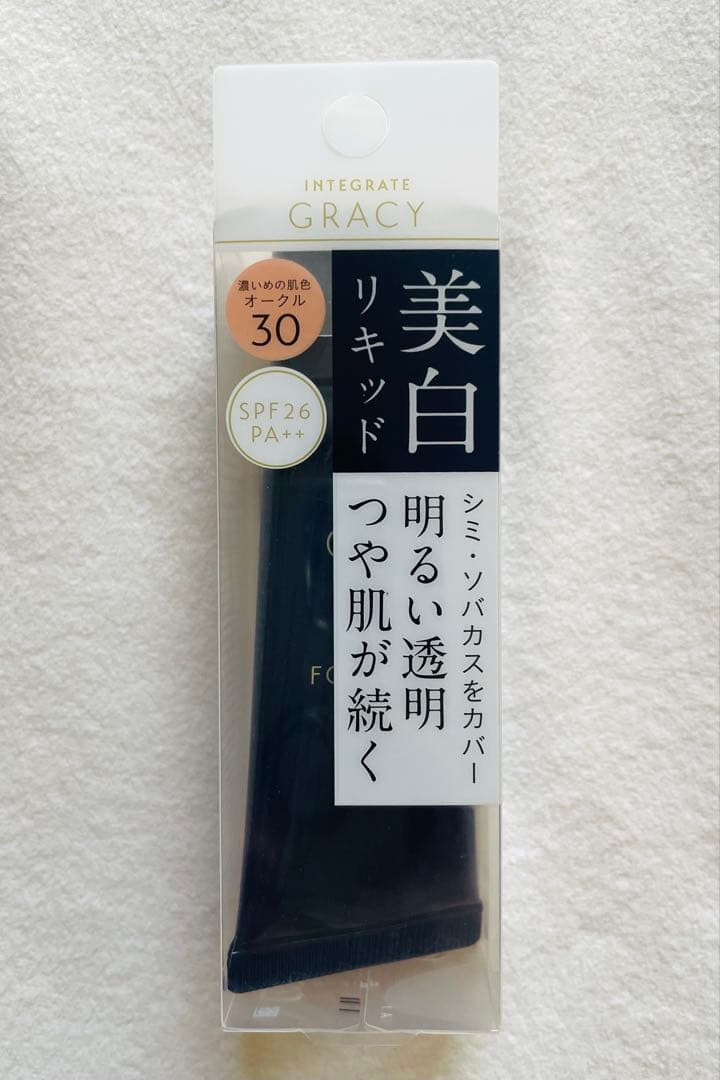 INTEGRATE
GRACY
濃いめの肌色
オークル
30
SPF26
PA++
美白
リキッド
シミ・ソバカスをカバー
明るい透明
つや肌が続く